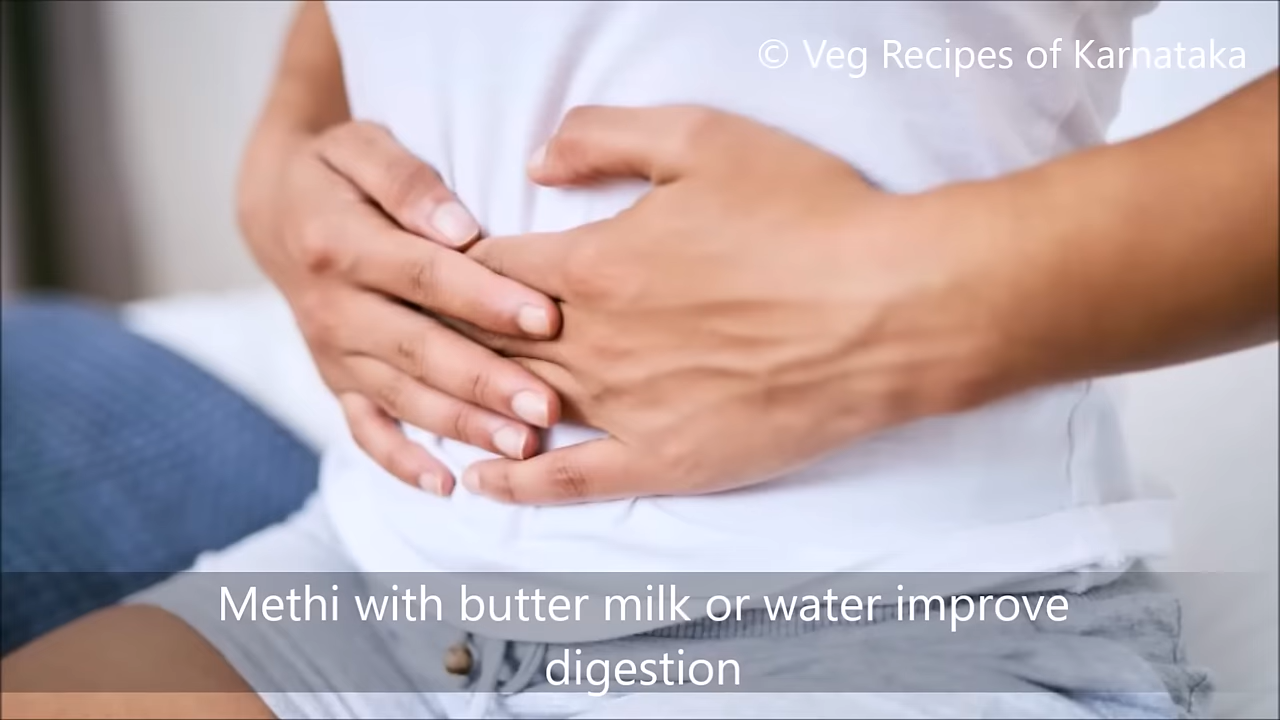 © Veg Recipes of Karnataka
Methi with butter milk or water improve
digestion